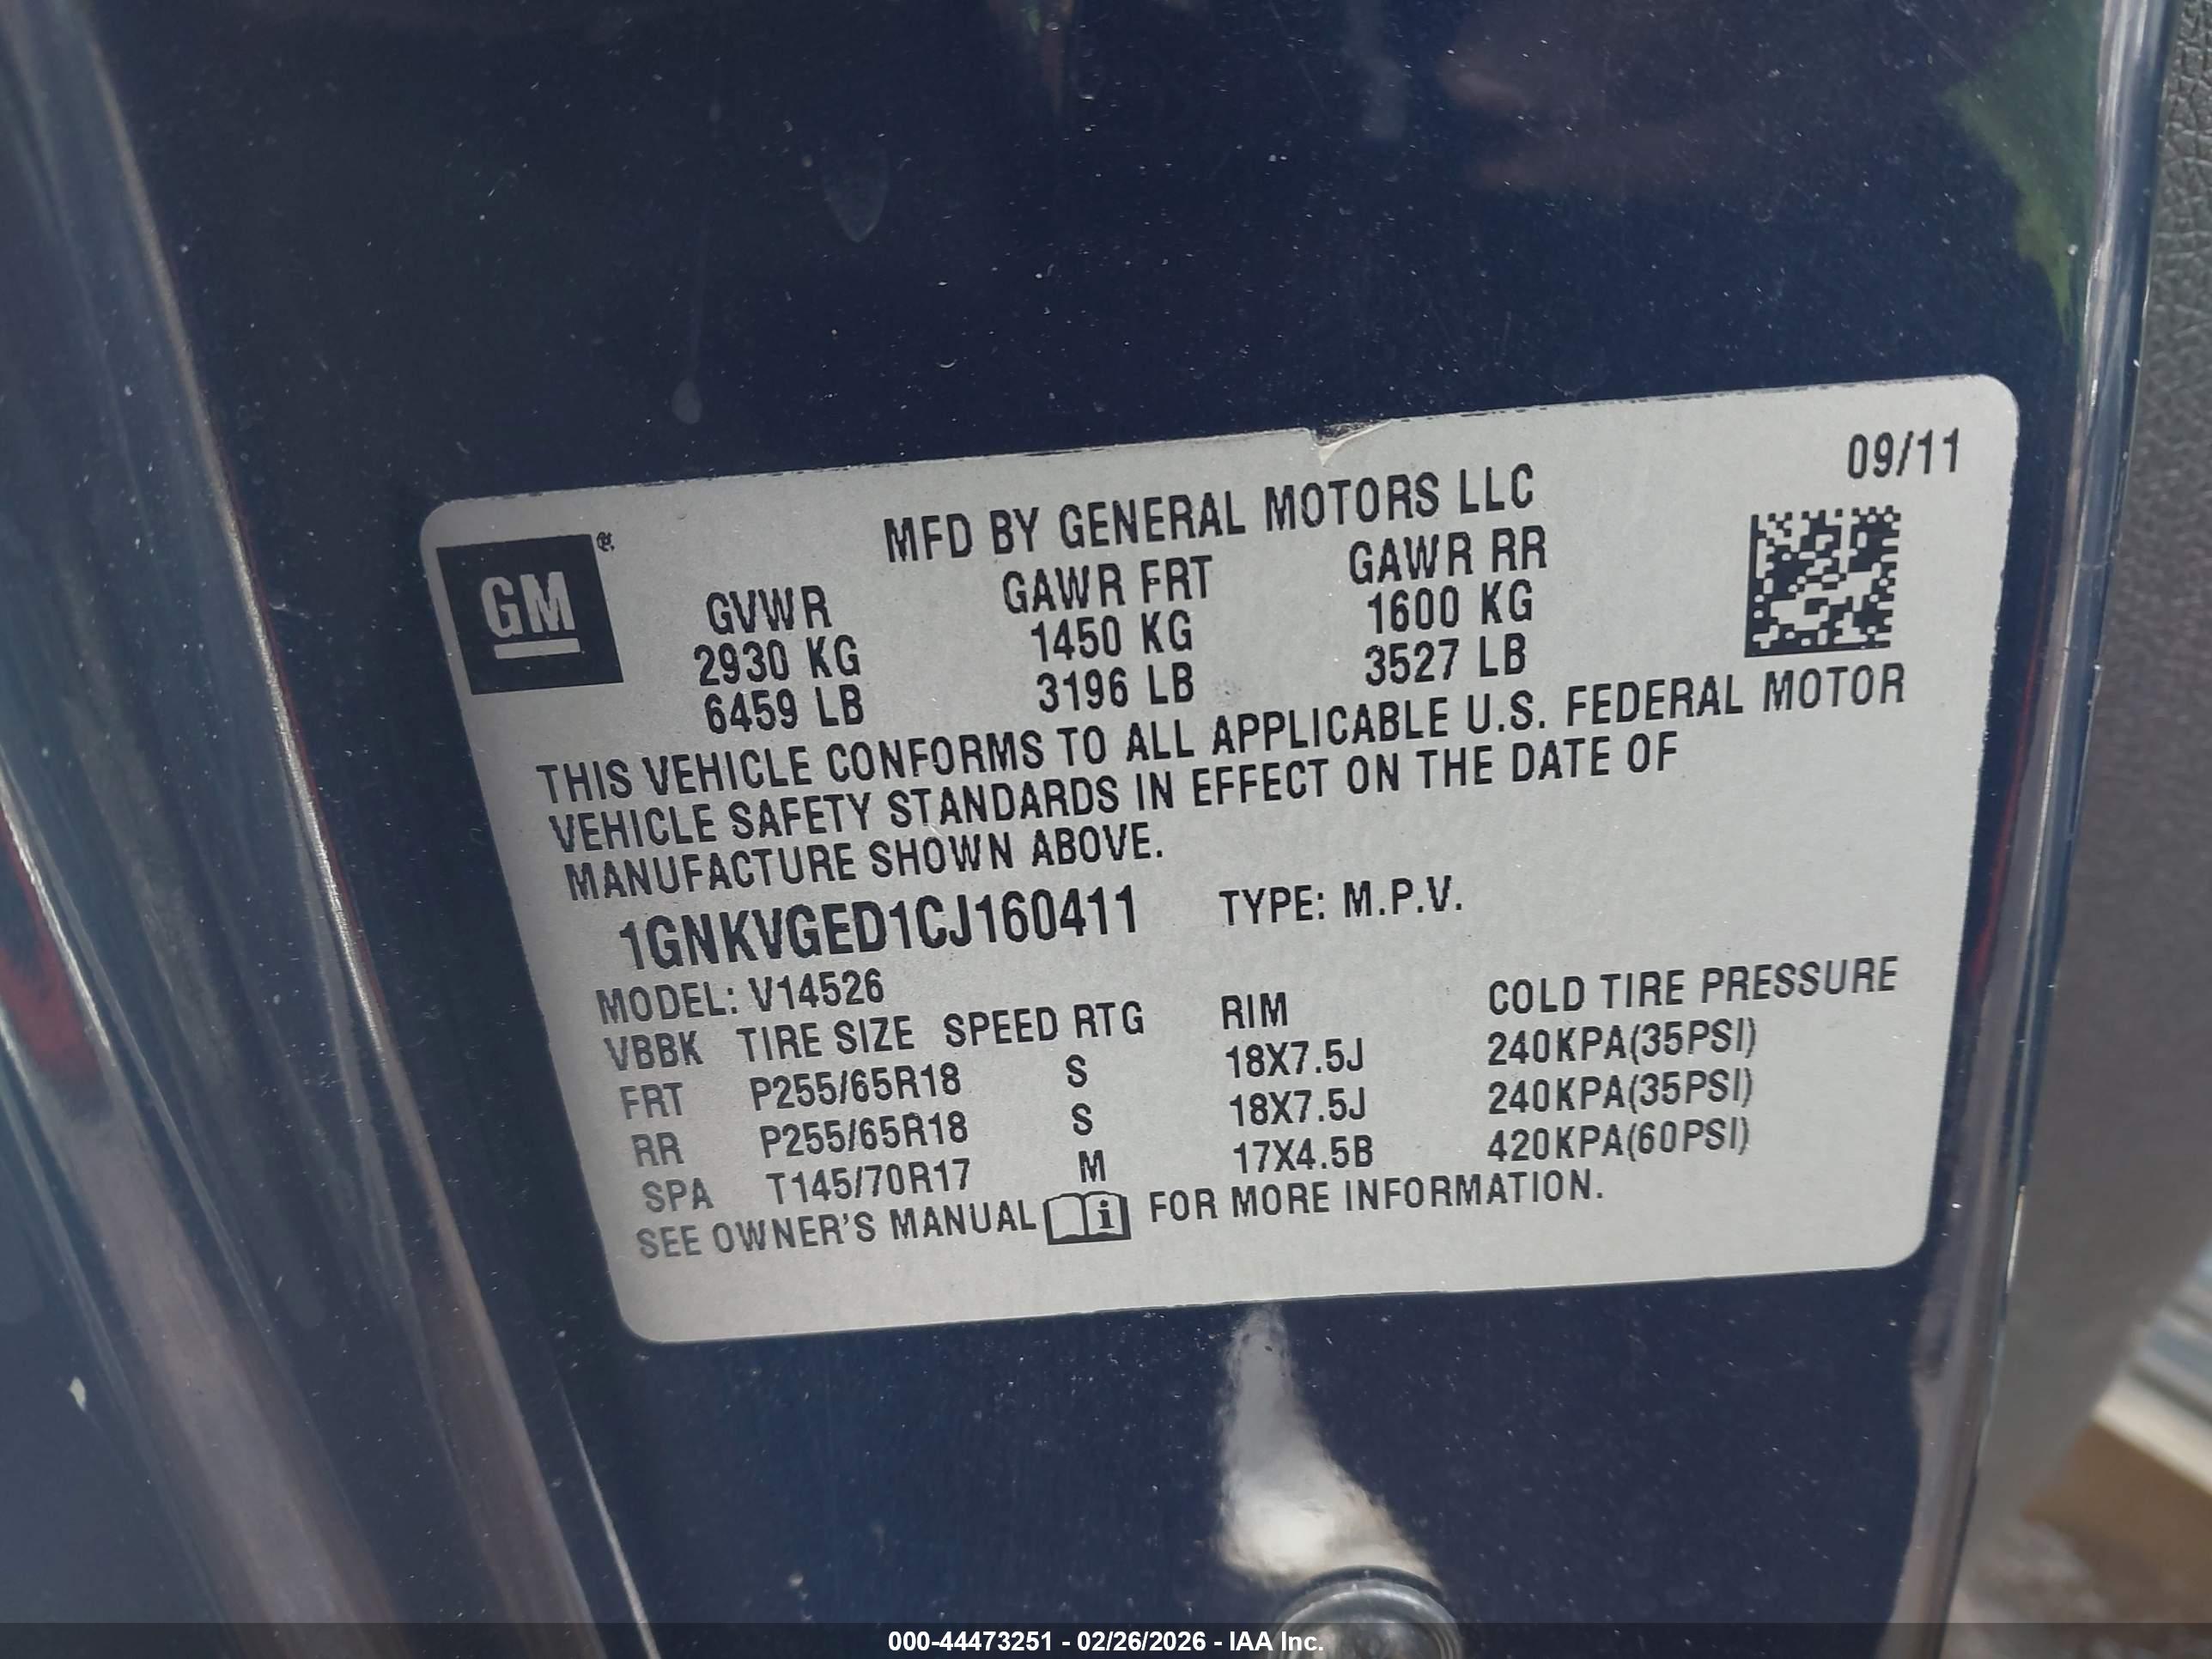 09/11
MFD BY GENERAL MOTORS LLC
GM®
GVWR GAWR FRT GAWR RR
2930 KG 1450 KG 1600 KG
6459 LB 3196 LB 3527 LB
THIS VEHICLE CONFORMS TO ALL APPLICABLE U.S. FEDERAL MOTOR
VEHICLE SAFETY STANDARDS IN EFFECT ON THE DATE OF
MANUFACTURE SHOWN ABOVE.
1GNKVGED1CJ160411 TYPE: M.P.V.
MODEL: V14526
VBBK TIRE SIZE SPEED RTG RIM COLD TIRE PRESSURE
FRT P255/65R18 S 18X7.5J 240KPA(35PSI)
RR P255/65R18 S 18X7.5J 240KPA(35PSI)
SPA T145/70R17 M 17X4.5B 420KPA(60PSI)
SEE OWNER'S MANUAL i FOR MORE INFORMATION.
000-44473251 - 02/26/2026 - IAA Inc.